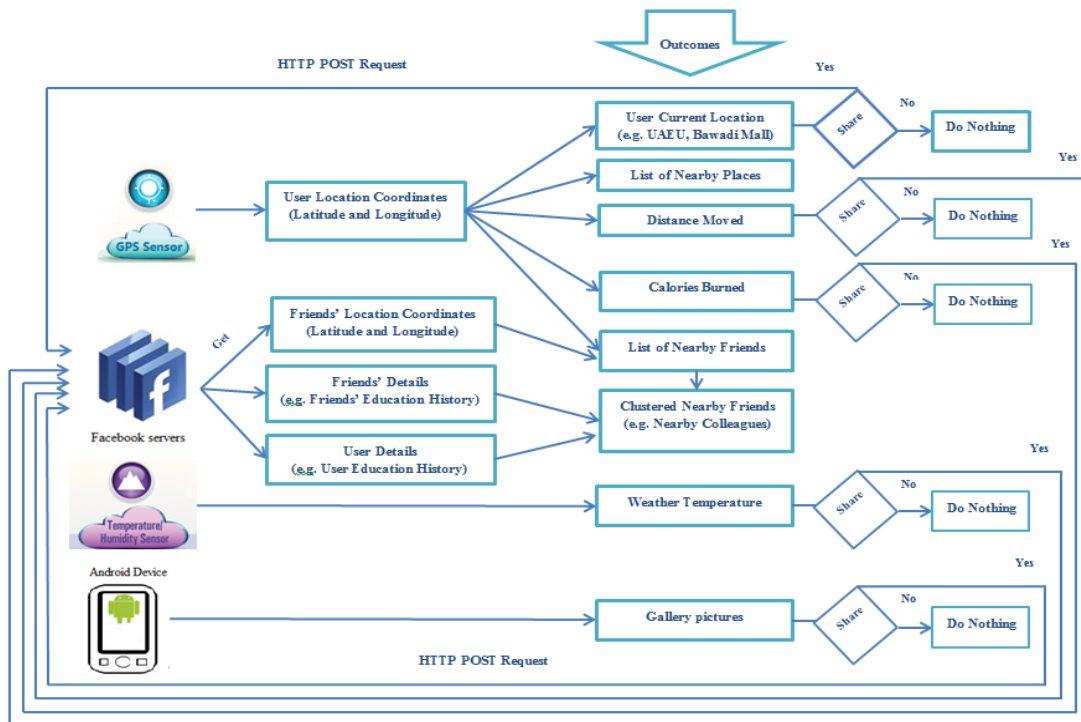 Outcomes
HTTP POST Request
Yes
User Current Location
(e.g. UAEU, Bawadi Mall)
Share
No
Do Nothing
Yes
List of Nearby Places
GPS Sensor
User Location Coordinates
(Latitude and Longitude)
Distance Moved
Share
No
Do Nothing
Yes
Calories Burned
Share
No
Do Nothing
Get
Friends' Location Coordinates
(Latitude and Longitude)
List of Nearby Friends
f
Facebook servers
Friends' Details
(e.g. Friends' Education History)
Clustered Nearby Friends
(e.g. Nearby Colleagues)
User Details
(e.g. User Education History)
Yes
Temperature/
Humidity Sensor
Weather Temperature
Share
No
Do Nothing
Yes
Android Device
Gallery pictures
Share
No
Do Nothing
HTTP POST Request